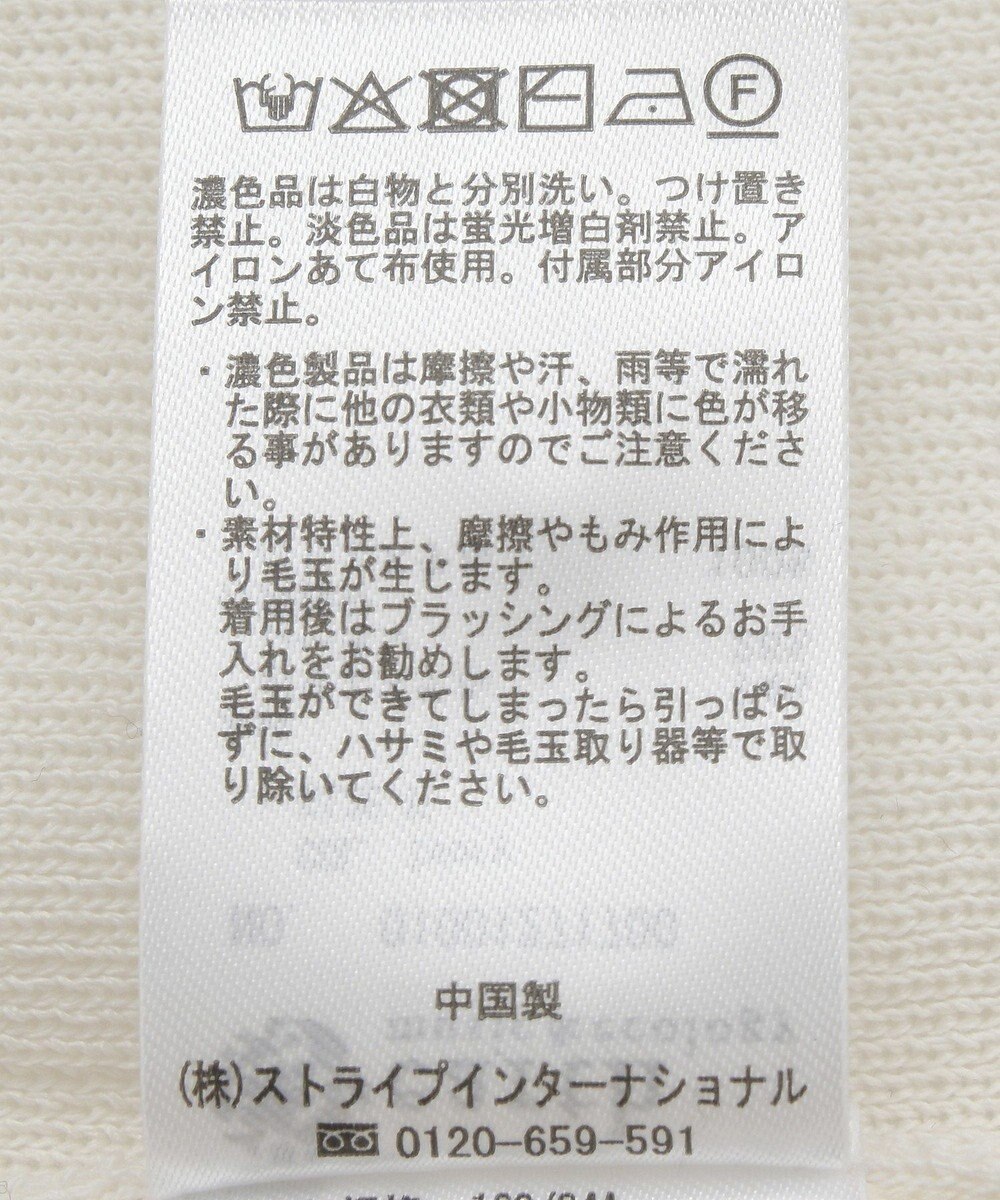 F
濃色品は白物と分別洗い。つけ置き
禁止。淡色品は蛍光増白剤禁止。ア
イロンあて布使用。付属部分アイロ
ン禁止。
・濃色製品は摩擦や汗、雨等で濡れ
た際に他の衣類や小物類に色が移
る事がありますのでご注意くださ
い。
・素材特性上、摩擦やもみ作用によ
り毛玉が生じます。
着用後はブラッシングによるお手
入れをお勧めします。
毛玉ができてしまったら引っぱら
ずに、ハサミや毛玉取り器等で取
り除いてください。
中国製
(株)ストライプインターナショナル
0120-659-591